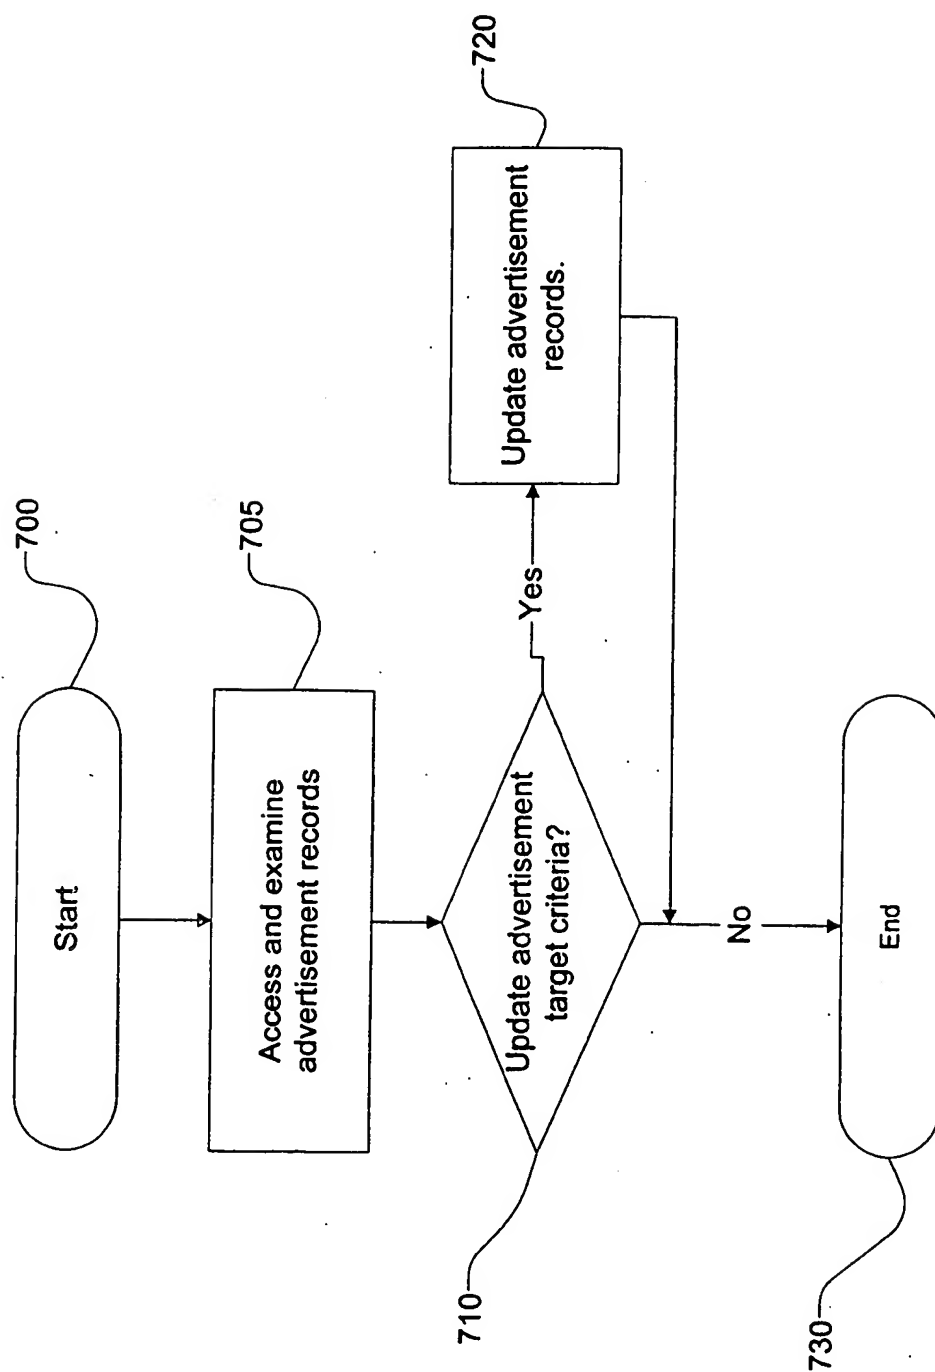 700
Start
705
Access and examine
advertisement records
710
Update advertisement
target criteria?
Yes
720
Update advertisement
records.
No
730
End